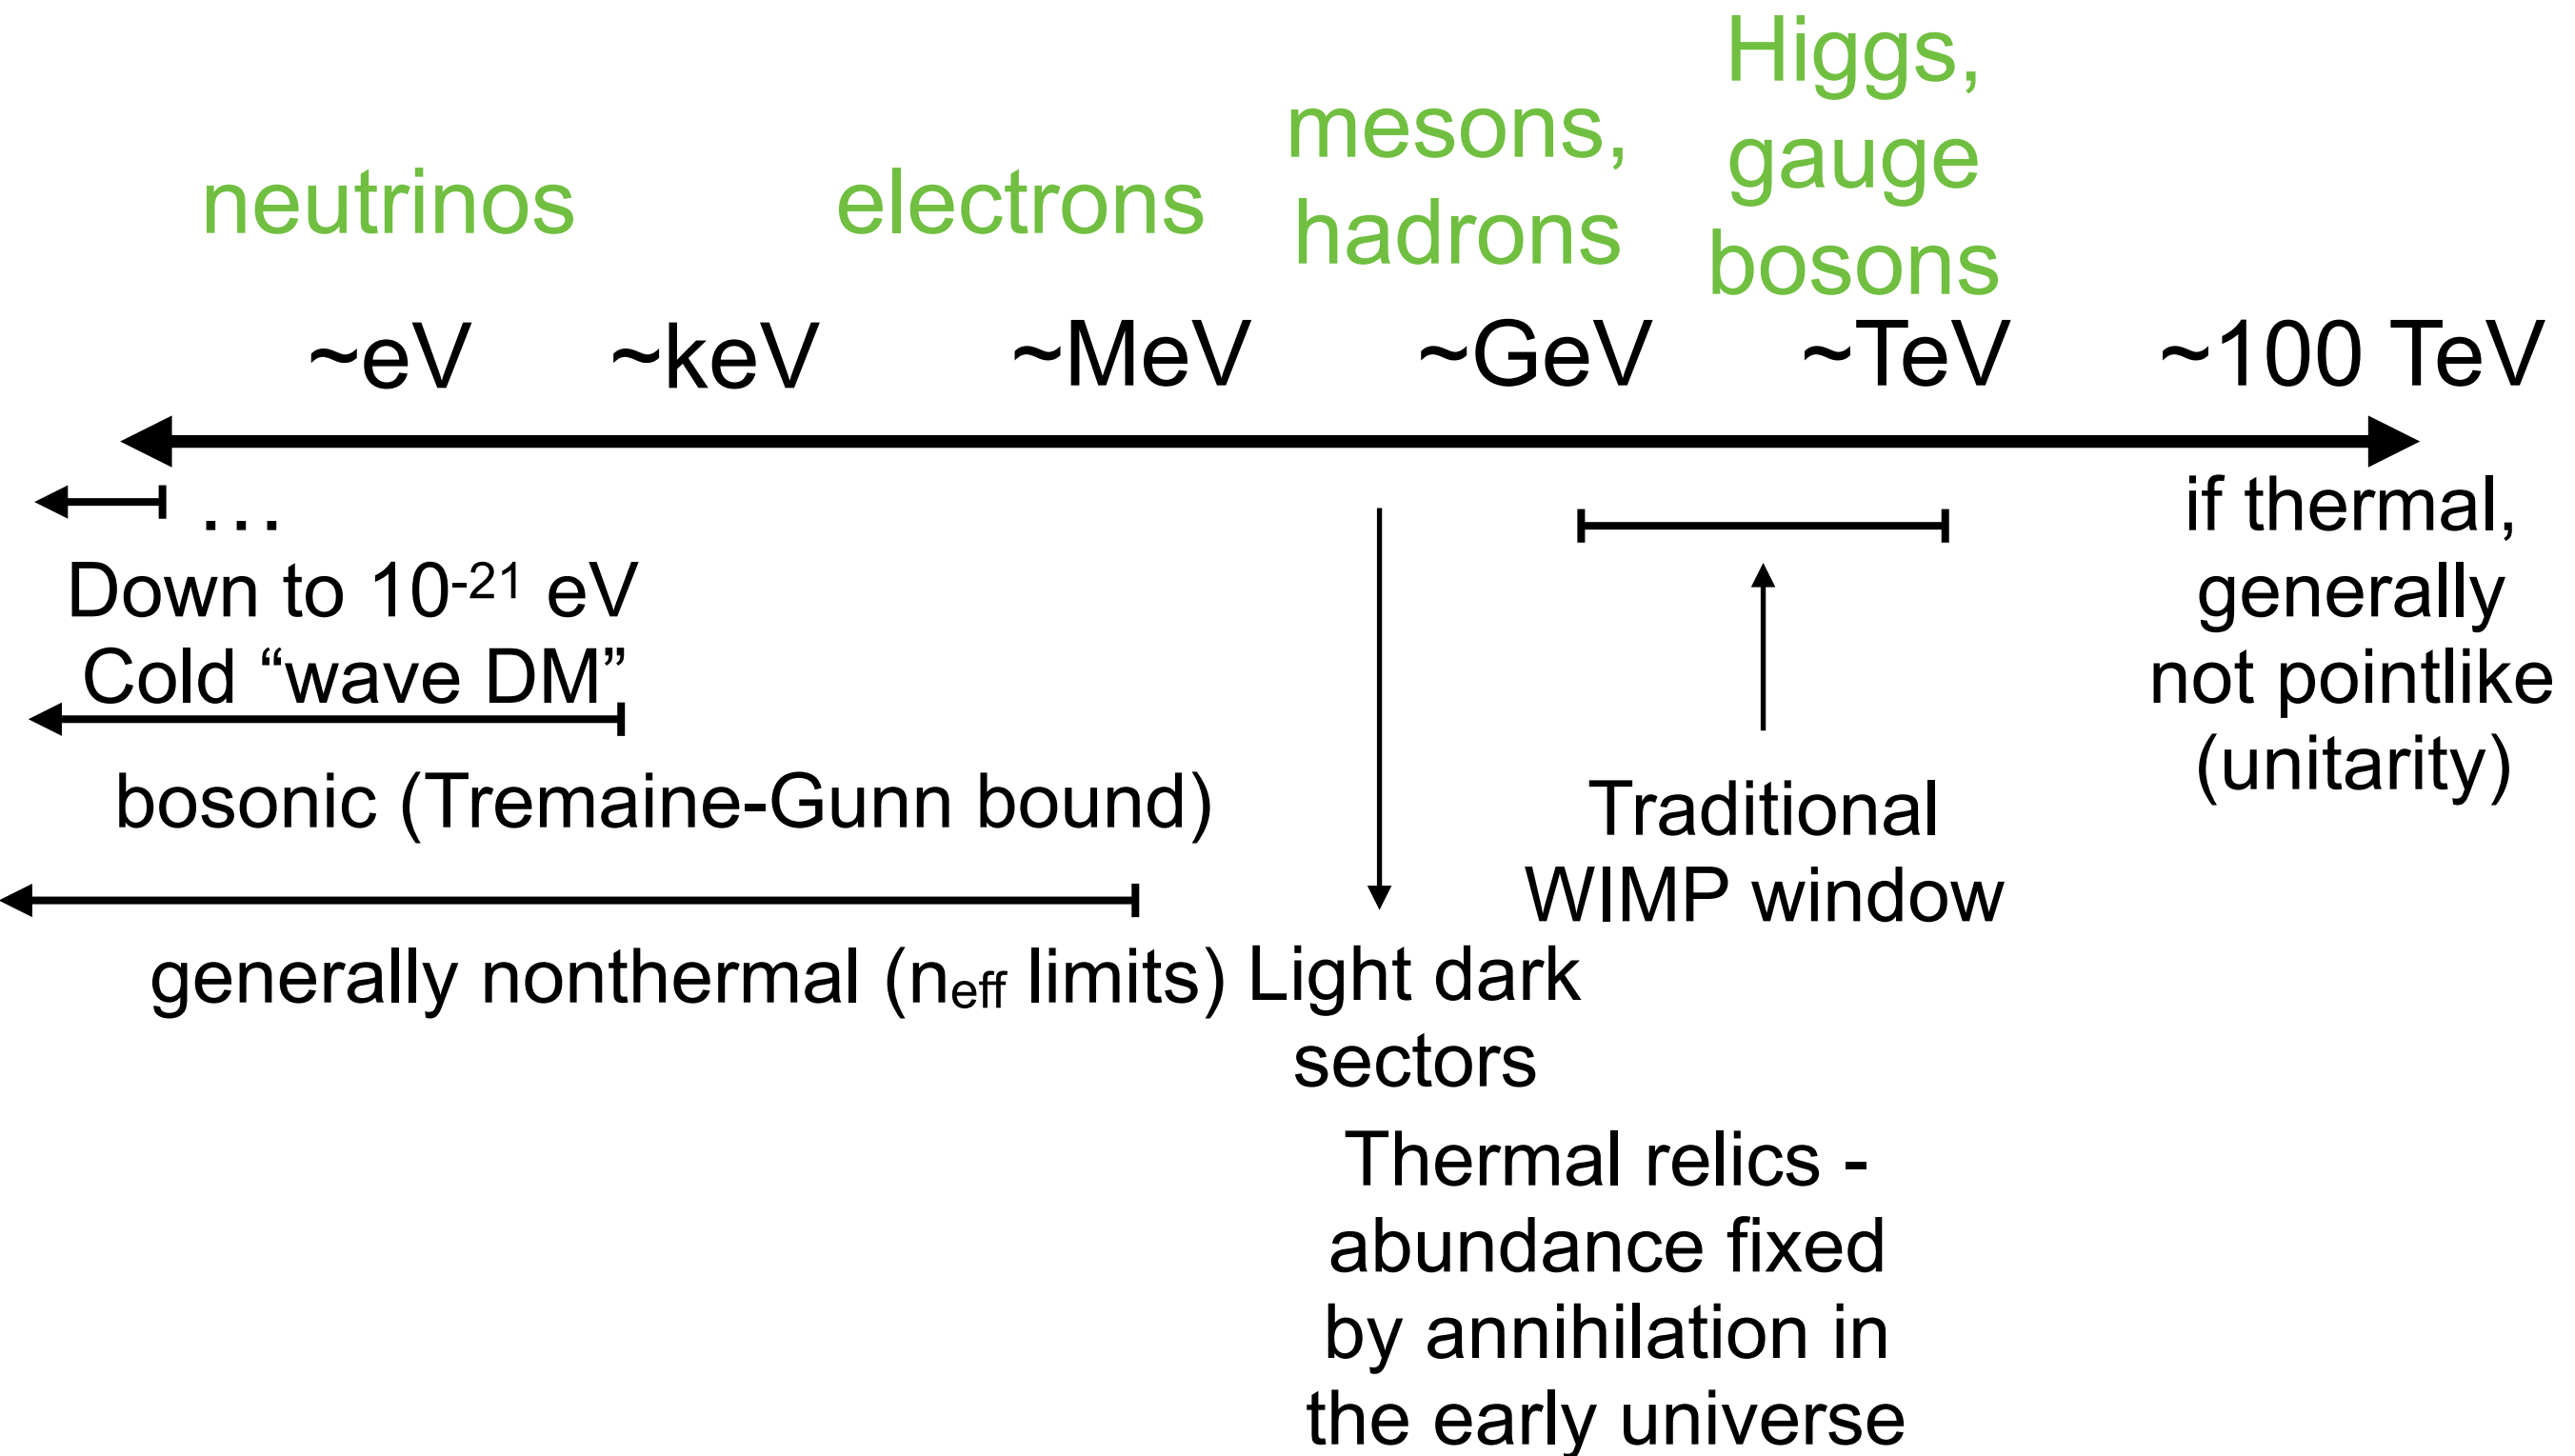 neutrinos
electrons
mesons,
hadrons
Higgs,
gauge
bosons
~eV
~keV
~MeV
~GeV
~TeV
~100 TeV
...
Down to 10⁻²¹ eV
Cold “wave DM”
bosonic (Tremaine-Gunn bound)
generally nonthermal (nₑff limits)
Light dark
sectors
Traditional
WIMP window
if thermal,
generally
not pointlike
(unitarity)
Thermal relics -
abundance fixed
by annihilation in
the early universe